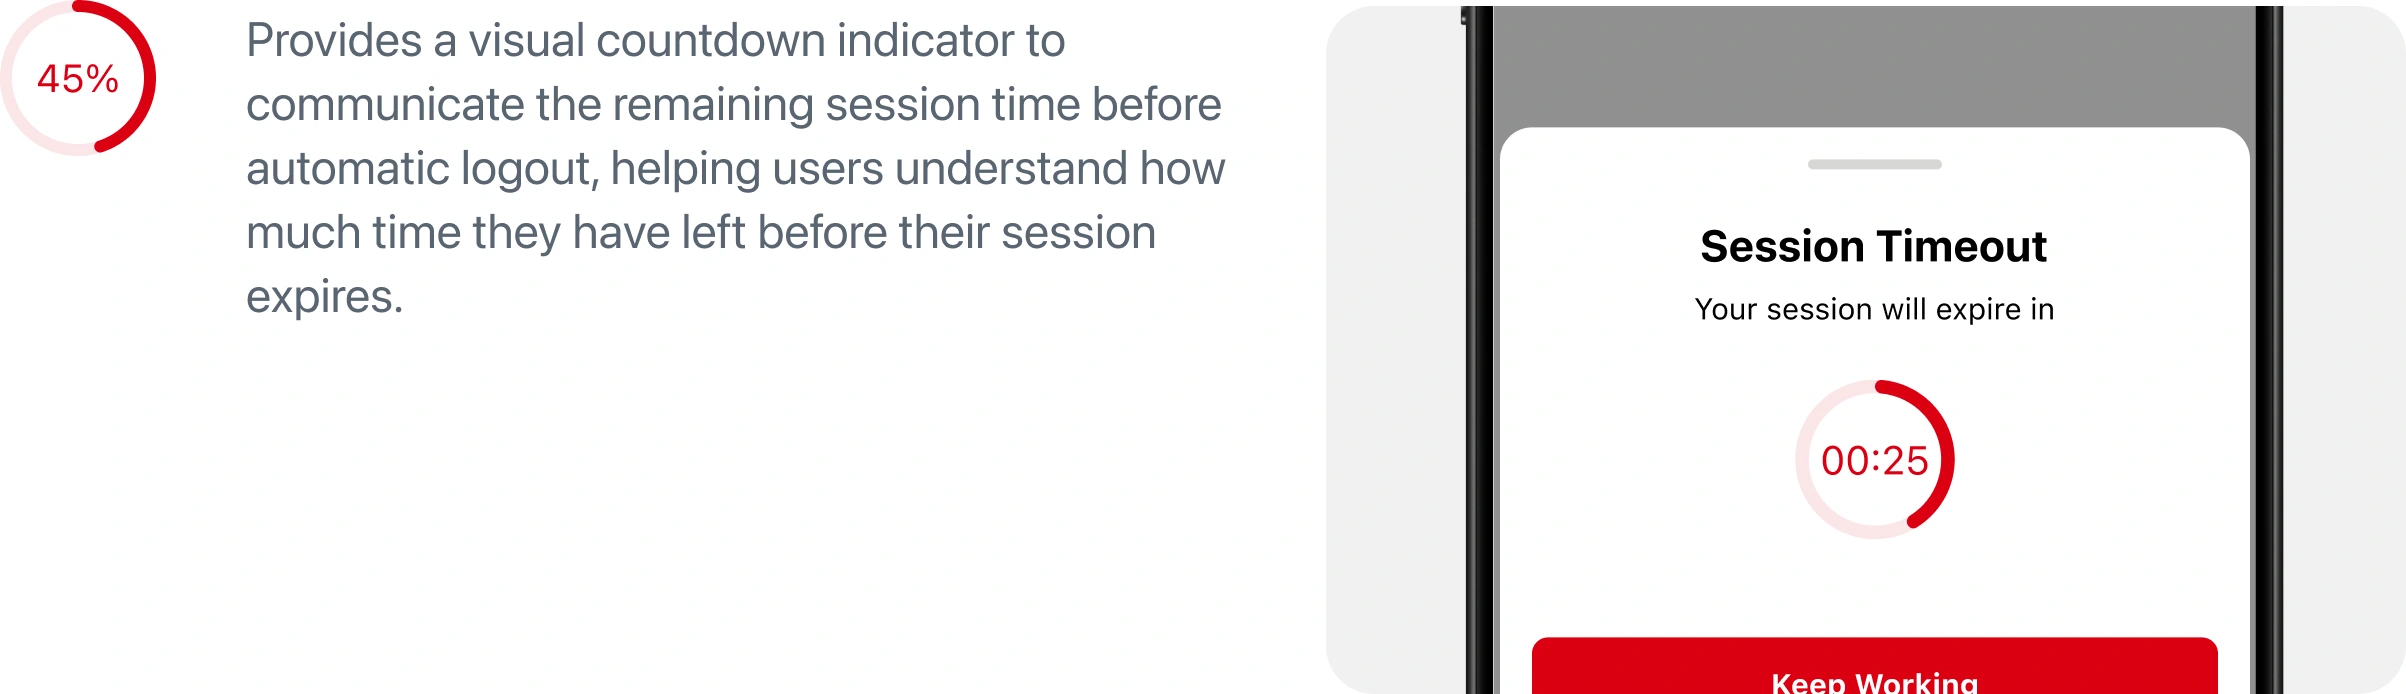 45%
Provides a visual countdown indicator to
communicate the remaining session time before
automatic logout, helping users understand how
much time they have left before their session
expires.
Session Timeout
Your session will expire in
00:25
Keep Working